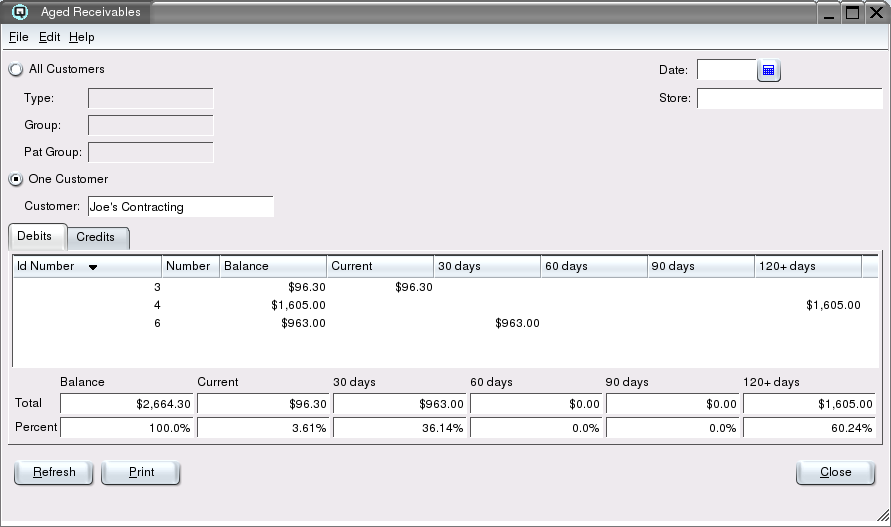 Aged Receivables
File Edit Help
All Customers
Date:
Type:
Store:
Group:
Pat Group:
One Customer
Customer: Joe's Contracting
Debits Credits
Id Number Number Balance Current 30 days 60 days 90 days 120+ days
3 $96.30 $96.30
4 $1,605.00 $1,605.00
6 $963.00 $963.00
Balance Current 30 days 60 days 90 days 120+ days
Total $2,664.30 $96.30 $963.00 $0.00 $0.00 $1,605.00
Percent 100.0% 3.61% 36.14% 0.0% 0.0% 60.24%
Refresh Print Close